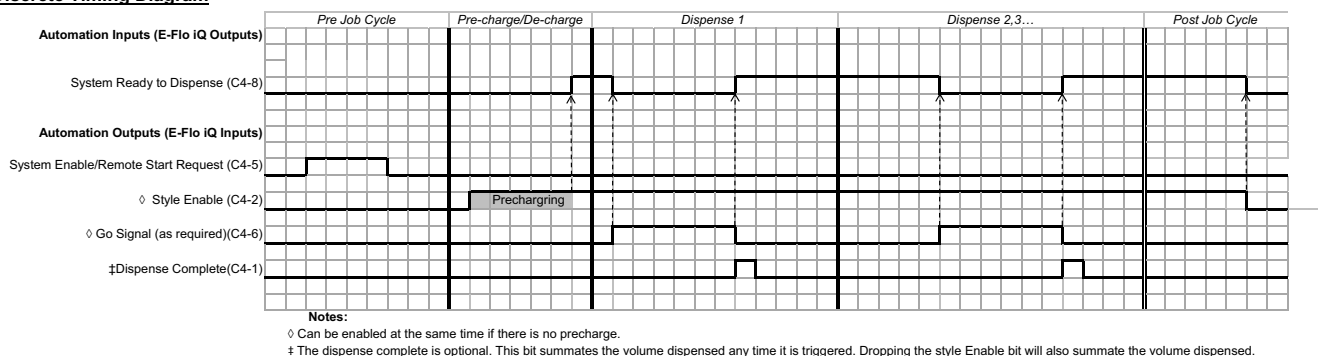 Pre Job Cycle Pre-charge/De-charge Dispense 1 Dispense 2,3… Post Job Cycle
Automation Inputs (E-Flo iQ Outputs)
System Ready to Dispense (C4-8)
Automation Outputs (E-Flo iQ Inputs)
System Enable/Remote Start Request (C4-5)
◊ Style Enable (C4-2) Prechargring
◊ Go Signal (as required)(C4-6)
‡Dispense Complete(C4-1)
Notes:
◊ Can be enabled at the same time if there is no precharge.
‡ The dispense complete is optional. This bit summates the volume dispensed any time it is triggered. Dropping the style Enable bit will also summate the volume dispensed.